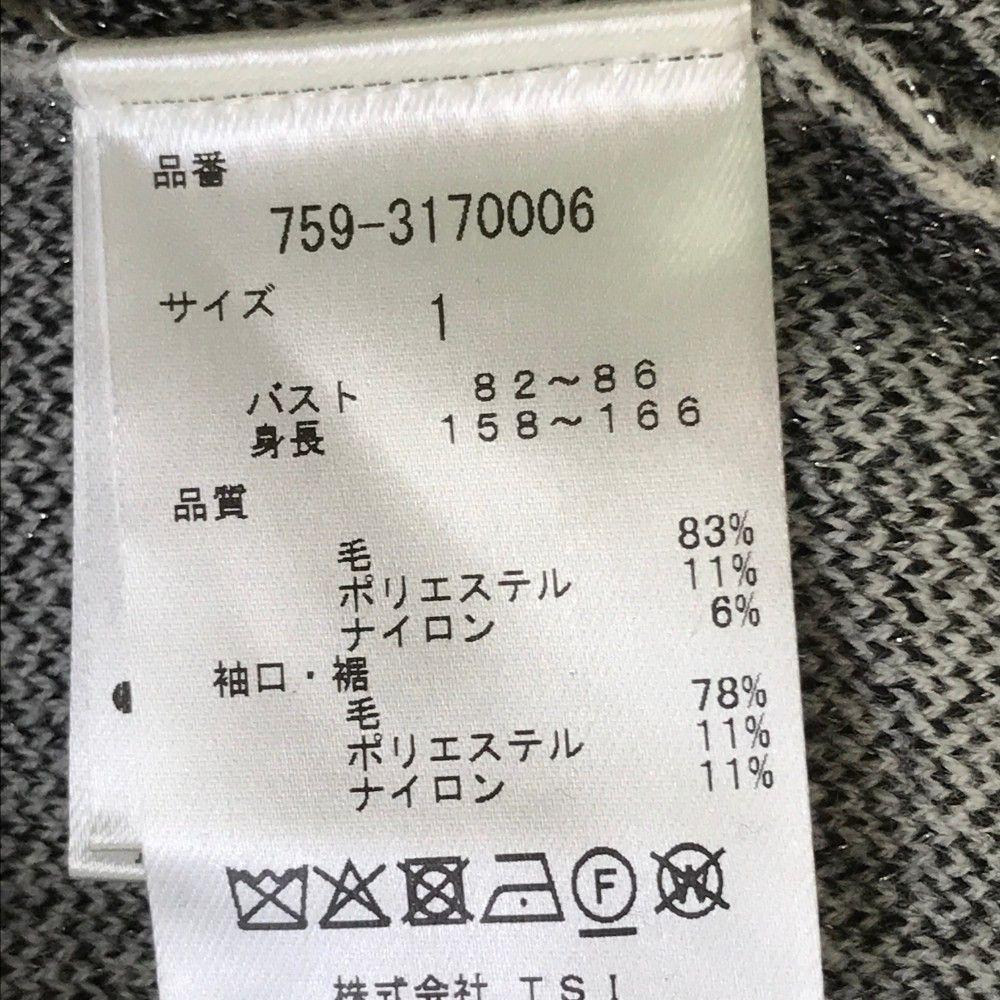 品番
759-3170006
サイズ 1
バスト 82～86
身長 158～166
品質
毛 83%
ポリエステル 11%
ナイロン 6%
袖口・裾
毛 78%
ポリエステル 11%
ナイロン 11%
F W
株式会社 TSI